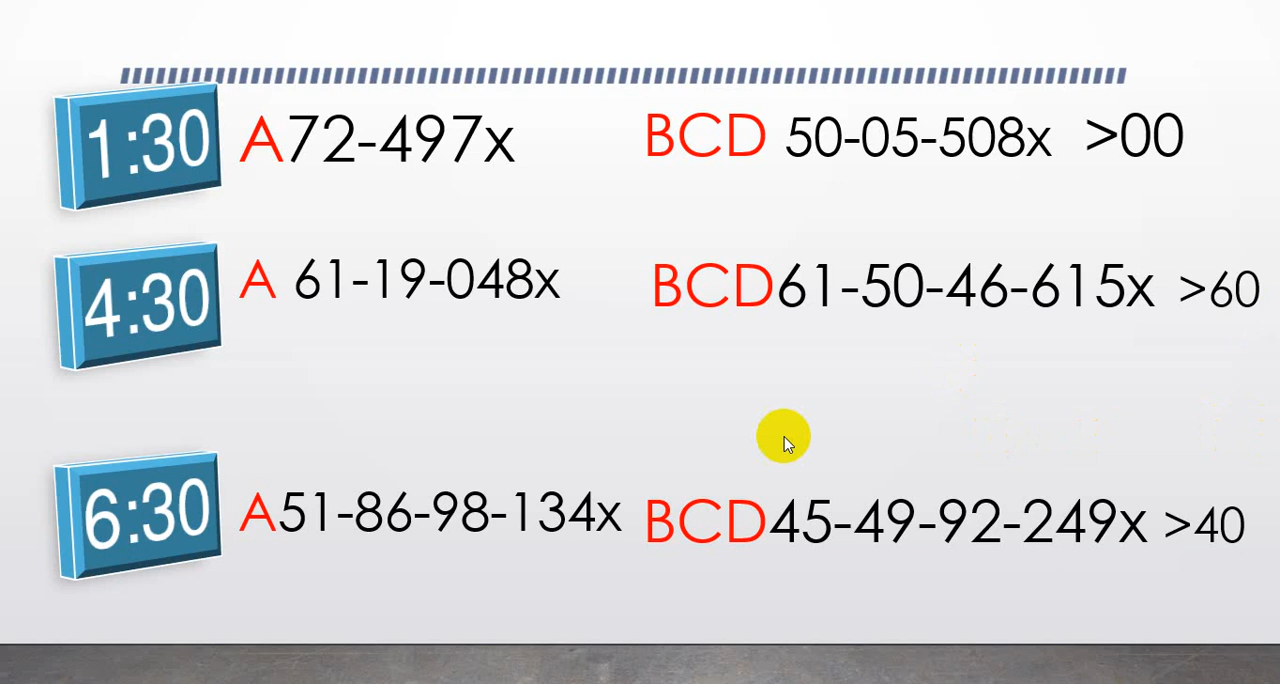 1:30 A72-497x BCD 50-05-508x >00
4:30 A 61-19-048x BCD61-50-46-615x >60
6:30 A51-86-98-134x BCD45-49-92-249x >40